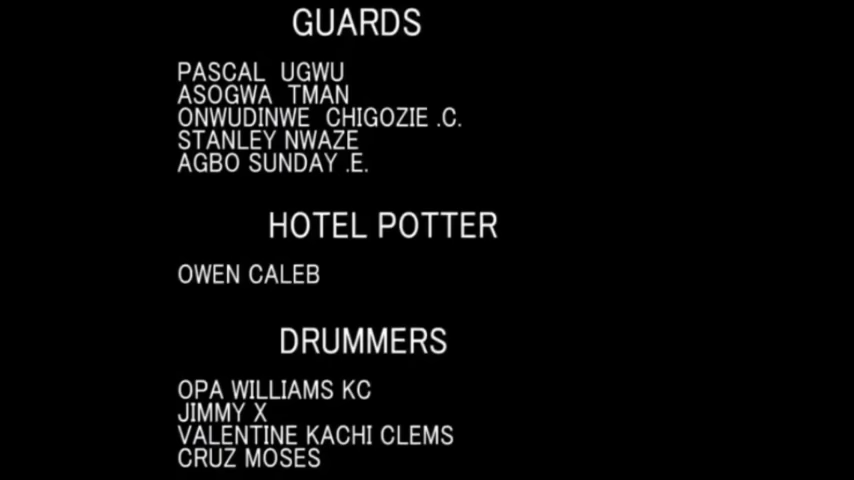 GUARDS
PASCAL  UGWU
ASOGWA  TMAN
ONWUDINWE  CHIGOZIE .C.
STANLEY NWAZE
AGBO SUNDAY .E.
HOTEL POTTER
OWEN CALEB
DRUMMERS
OPA WILLIAMS KC
JIMMY X
VALENTINE KACHI CLEMS
CRUZ MOSES